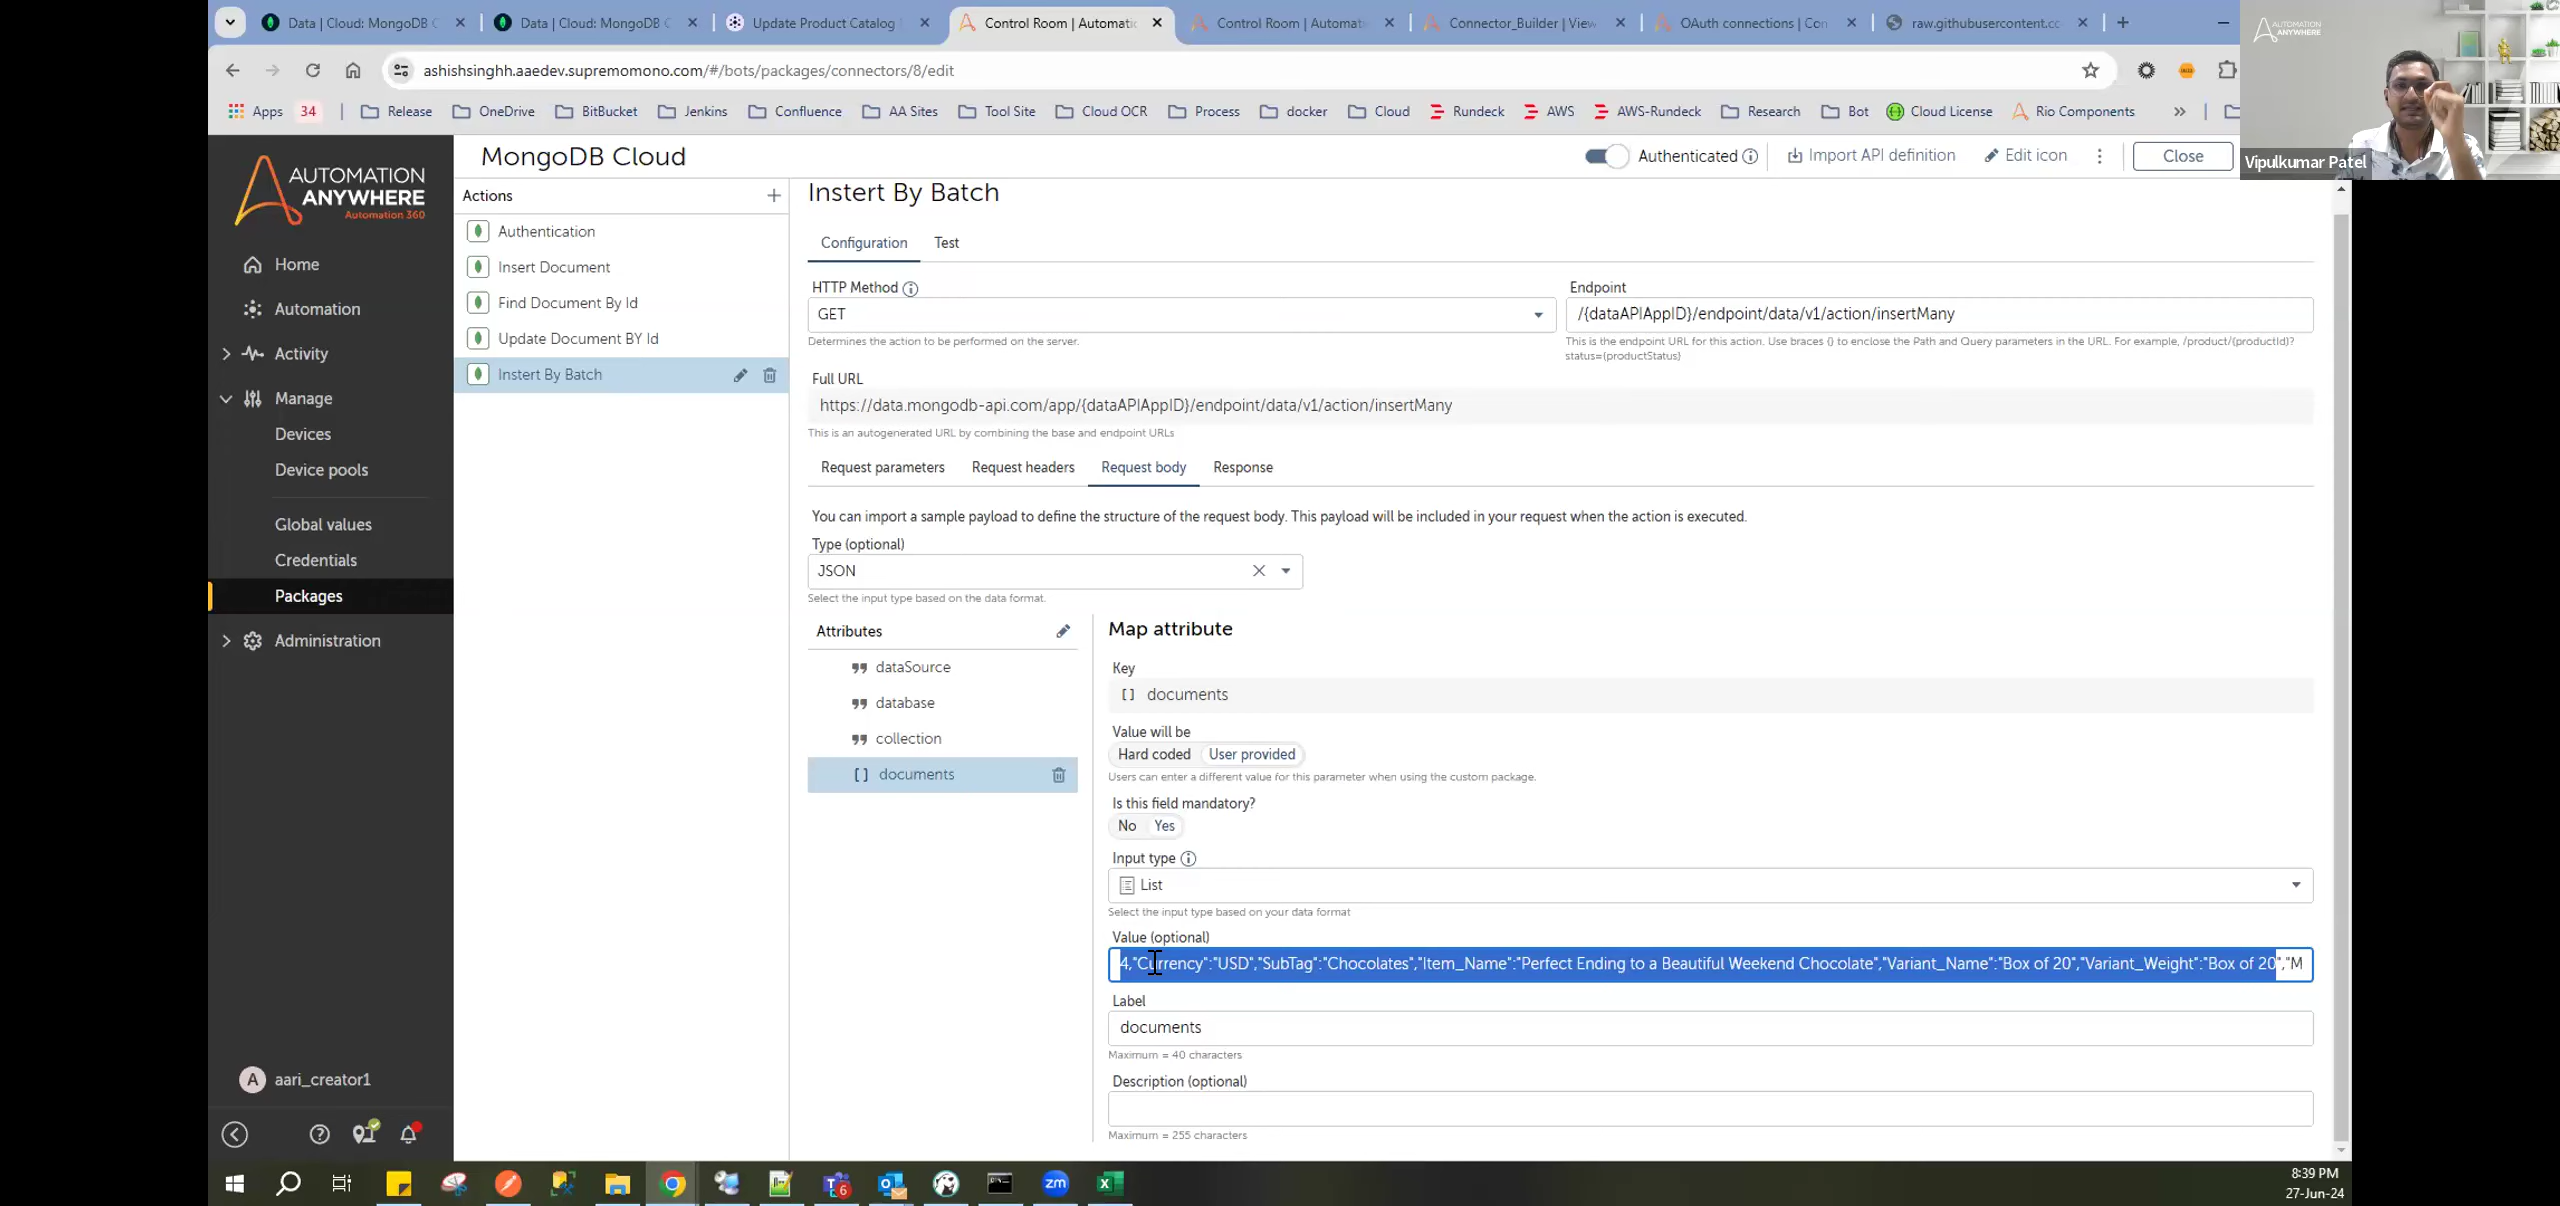 Data | Cloud: MongoDB C
Data | Cloud: MongoDB C
Update Product Catalog
Control Room | Automatic
Control Room | Automat
Connector_Builder | View
OAuth connections | Con
raw.githubusercontent.cc
ashishsinghh.aaedev.supremomono.com/#/bots/packages/connectors/8/edit
Apps 34 | Release OneDrive BitBucket Jenkins Confluence AA Sites Tool Site Cloud OCR Process docker Cloud Rundeck AWS AWS-Rundeck Research Bot Cloud License Rio Components »
AUTOMATION
ANYWHERE
Vipulkumar Patel
AUTOMATION
ANYWHERE
Automation 360
Home
Automation
Activity
Manage
Devices
Device pools
Global values
Credentials
Packages
Administration
A aari_creator1
MongoDB Cloud
Authenticated
Import API definition
Edit icon
Close
Actions
Authentication
Insert Document
Find Document By Id
Update Document BY Id
Instert By Batch
Instert By Batch
Configuration Test
HTTP Method
GET
Determines the action to be performed on the server.
Endpoint
/{dataAPIAppID}/endpoint/data/v1/action/insertMany
This is the endpoint URL for this action. Use braces {} to enclose the Path and Query parameters in the URL. For example, /product/{productId}?
status={productStatus}
Full URL
https://data.mongodb-api.com/app/{dataAPIAppID}/endpoint/data/v1/action/insertMany
This is an autogenerated URL by combining the base and endpoint URLs
Request parameters Request headers Request body Response
You can import a sample payload to define the structure of the request body. This payload will be included in your request when the action is executed.
Type (optional)
JSON
Select the input type based on the data format.
Attributes
dataSource
database
collection
[ ] documents
Map attribute
Key
[ ] documents
Value will be
Hard coded User provided
Users can enter a different value for this parameter when using the custom package.
Is this field mandatory?
No Yes
Input type
List
Select the input type based on your data format
Value (optional)
4,"Currency":"USD","SubTag":"Chocolates","Item_Name":"Perfect Ending to a Beautiful Weekend Chocolate","Variant_Name":"Box of 20","Variant_Weight":"Box of 20","M
Label
documents
Maximum = 40 characters
Description (optional)
Maximum = 255 characters
8:39 PM
27-Jun-24